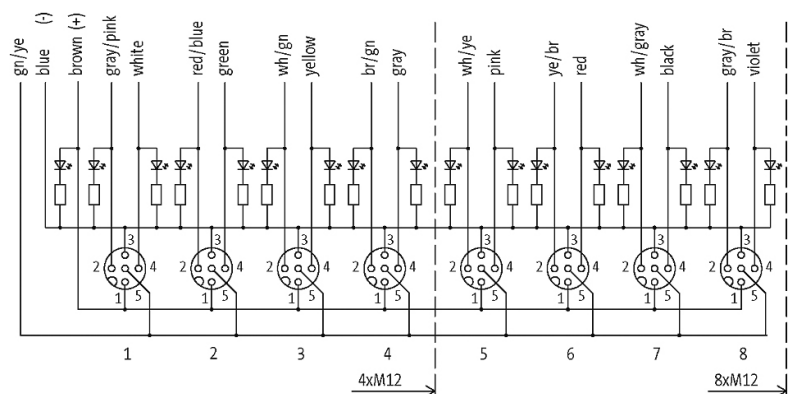 gn/ye
blue (-)
brown (+)
gray/pink
white
red/blue
green
wh/gn
yellow
br/gn
gray
wh/ye
pink
ye/br
red
wh/gray
black
gray/br
violet
3 3 3 3 3 3 3 3
2 4 2 4 2 4 2 4 2 4 2 4 2 4 2 4
1 5 1 5 1 5 1 5 1 5 1 5 1 5 1 5
1 2 3 4 5 6 7 8
4xM12 8xM12